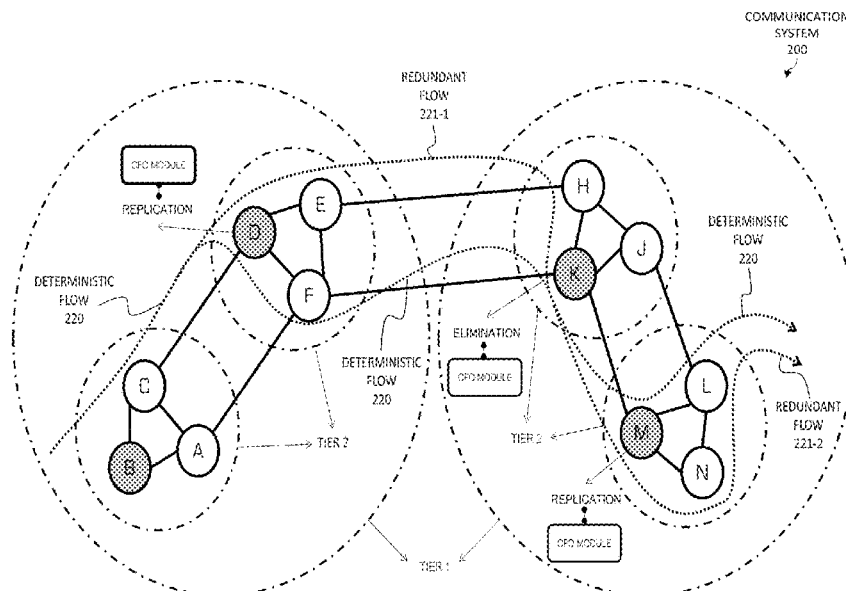 COMMUNICATION
SYSTEM
200
REDUNDANT
FLOW
221-1
CFO MODULE
REPLICATION
E
D
H
J
K
F
DETERMINISTIC
FLOW
220
DETERMINISTIC
FLOW
220
ELIMINATION
CFO MODULE
DETERMINISTIC
FLOW
220
C
A
B
TIER 2
TIER 2
L
M
N
REDUNDANT
FLOW
221-2
REPLICATION
CFO MODULE
TIER 1